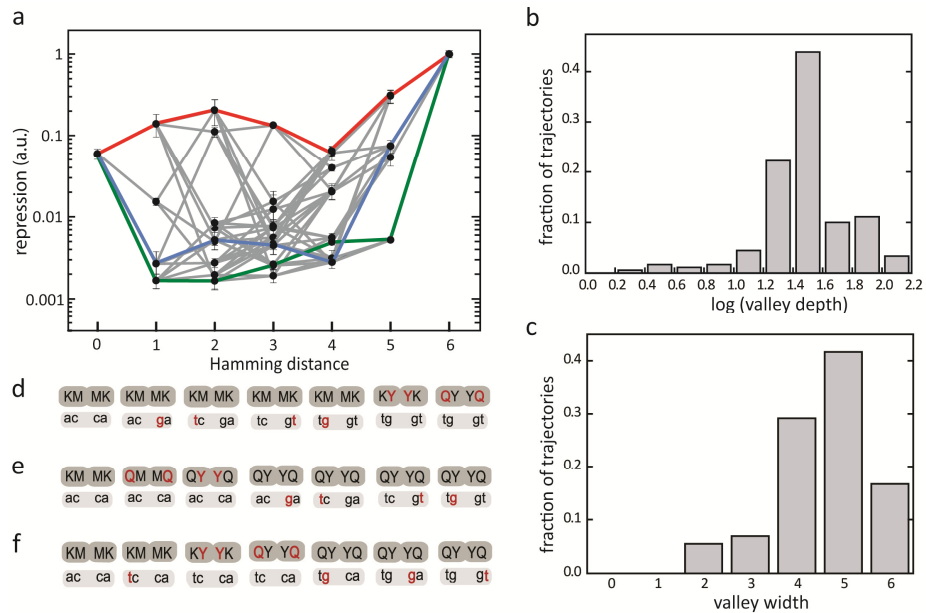 a
repression (a.u.)
1
0.1
0.01
0.001
0 1 2 3 4 5 6
Hamming distance
b
fraction of trajectories
0.4
0.2
0.1
0.0
0.0 0.2 0.4 0.6 0.8 1.0 1.2 1.4 1.6 1.8 2.0 2.2
log (valley depth)
c
fraction of trajectories
0.4
0.3
0.2
0.1
0.0
0 1 2 3 4 5 6
valley width
d
KM MK KM MK KM MK KM MK KM MK KY YK QY YQ
ac ca ac ga tc ga tc gt tg gt tg gt tg gt
e
KM MK QM MQ QY YQ QY YQ QY YQ QY YQ QY YQ
ac ca ac ca ac ca ac ga tc ga tc gt tg gt
f
KM MK KM MK KY YK QY YQ QY YQ QY YQ QY YQ
ac ca tc ca tc ca tc ca tg ca tg ga tg gt